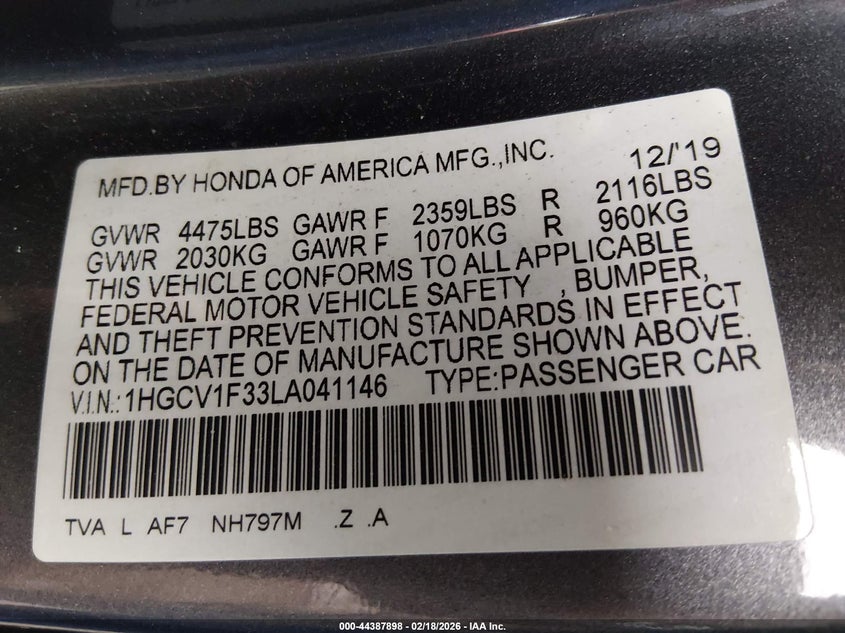 MFD.BY HONDA OF AMERICA MFG.,INC. 12/'19
GVWR 4475LBS GAWR F 2359LBS R 2116LBS
GVWR 2030KG GAWR F 1070KG R 960KG
THIS VEHICLE CONFORMS TO ALL APPLICABLE
FEDERAL MOTOR VEHICLE SAFETY , BUMPER,
AND THEFT PREVENTION STANDARDS IN EFFECT
ON THE DATE OF MANUFACTURE SHOWN ABOVE.
V.I.N.:1HGCV1F33LA041146 TYPE:PASSENGER CAR
TVA L AF7 NH797M .Z .A
000-44387898 - 02/18/2026 - IAA Inc.